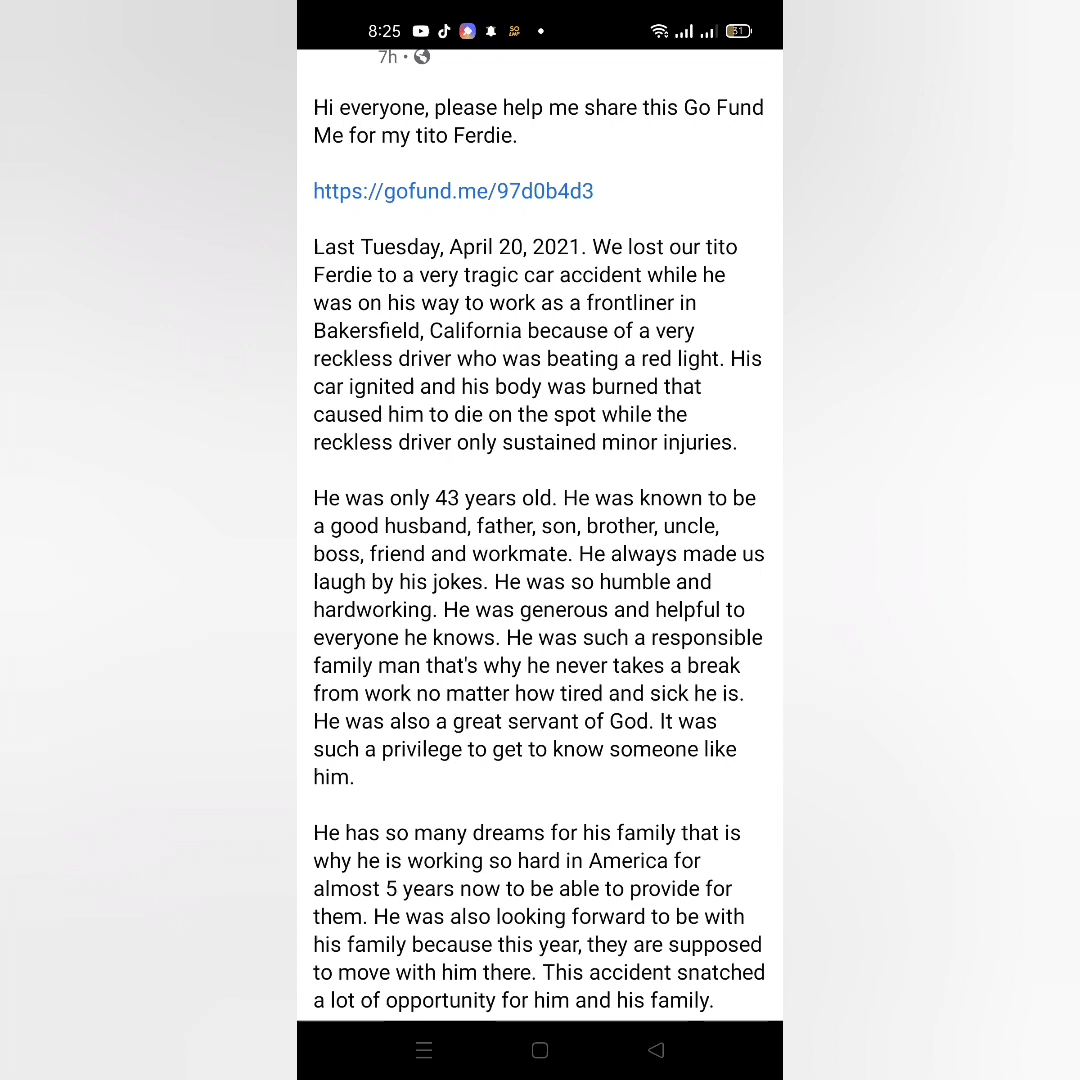 8:25
SO
LMP
31
7h •
Hi everyone, please help me share this Go Fund
Me for my tito Ferdie.
https://gofund.me/97d0b4d3
Last Tuesday, April 20, 2021. We lost our tito
Ferdie to a very tragic car accident while he
was on his way to work as a frontliner in
Bakersfield, California because of a very
reckless driver who was beating a red light. His
car ignited and his body was burned that
caused him to die on the spot while the
reckless driver only sustained minor injuries.
He was only 43 years old. He was known to be
a good husband, father, son, brother, uncle,
boss, friend and workmate. He always made us
laugh by his jokes. He was so humble and
hardworking. He was generous and helpful to
everyone he knows. He was such a responsible
family man that's why he never takes a break
from work no matter how tired and sick he is.
He was also a great servant of God. It was
such a privilege to get to know someone like
him.
He has so many dreams for his family that is
why he is working so hard in America for
almost 5 years now to be able to provide for
them. He was also looking forward to be with
his family because this year, they are supposed
to move with him there. This accident snatched
a lot of opportunity for him and his family.